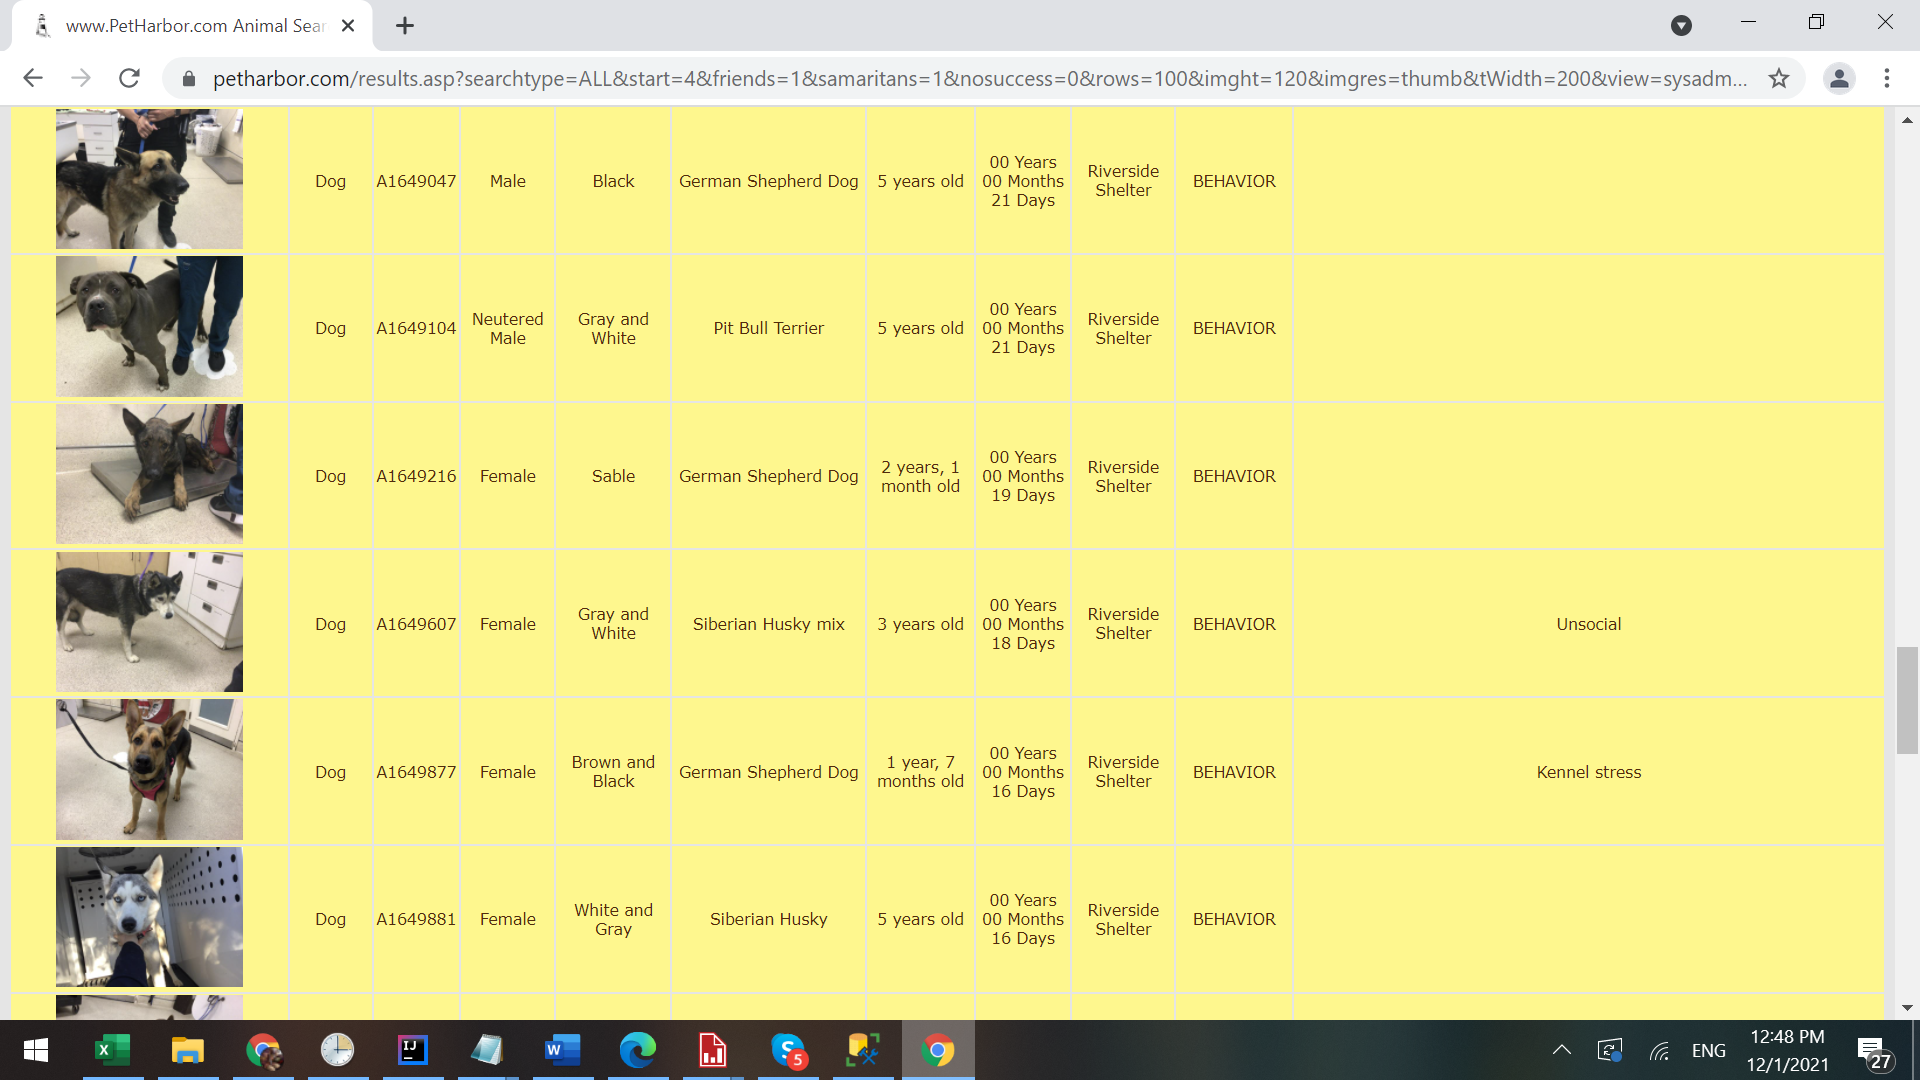 www.PetHarbor.com Animal Sear
petharbor.com/results.asp?searchtype=ALL&start=4&friends=1&samaritans=1&nosuccess=0&rows=100&imght=120&imgres=thumb&tWidth=200&view=sysadm...
Dog A1649047 Male Black German Shepherd Dog 5 years old 00 Years 00 Months 21 Days Riverside Shelter BEHAVIOR
Dog A1649104 Neutered Male Gray and White Pit Bull Terrier 5 years old 00 Years 00 Months 21 Days Riverside Shelter BEHAVIOR
Dog A1649216 Female Sable German Shepherd Dog 2 years, 1 month old 00 Years 00 Months 19 Days Riverside Shelter BEHAVIOR
Dog A1649607 Female Gray and White Siberian Husky mix 3 years old 00 Years 00 Months 18 Days Riverside Shelter BEHAVIOR Unsocial
Dog A1649877 Female Brown and Black German Shepherd Dog 1 year, 7 months old 00 Years 00 Months 16 Days Riverside Shelter BEHAVIOR Kennel stress
Dog A1649881 Female White and Gray Siberian Husky 5 years old 00 Years 00 Months 16 Days Riverside Shelter BEHAVIOR
X IJ W S 5 ENG 12:48 PM 27
12/1/2021